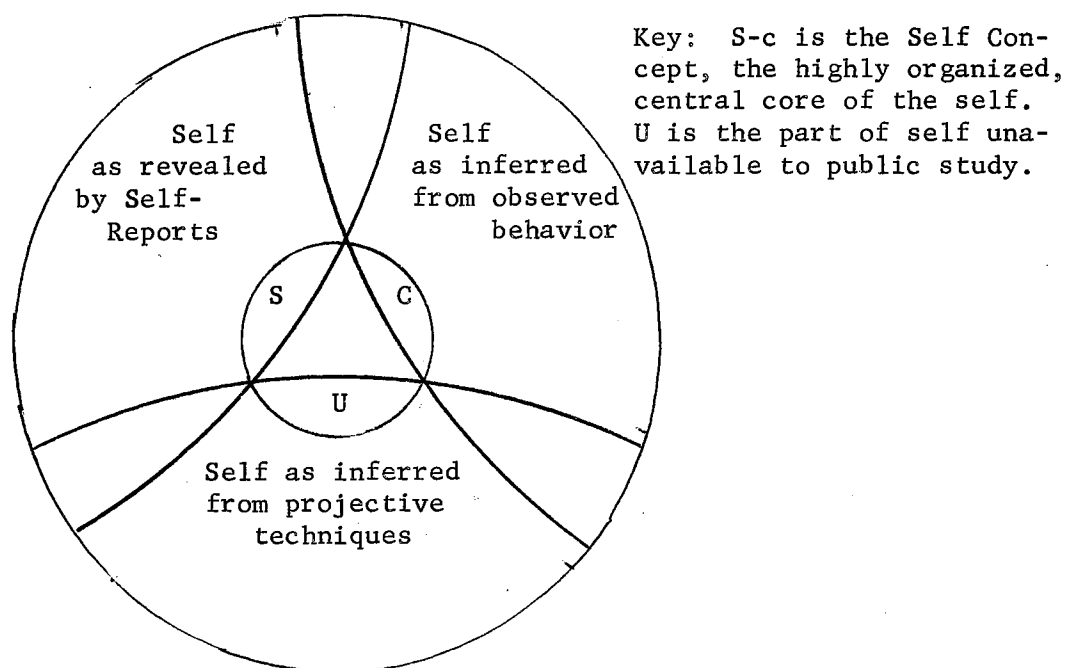 Key: S-c is the Self Con-
cept, the highly organized,
central core of the self.
U is the part of self una-
vailable to public study.
Self
as revealed
by Self-
Reports
Self
as inferred
from observed
behavior
S
C
U
Self as inferred
from projective
techniques